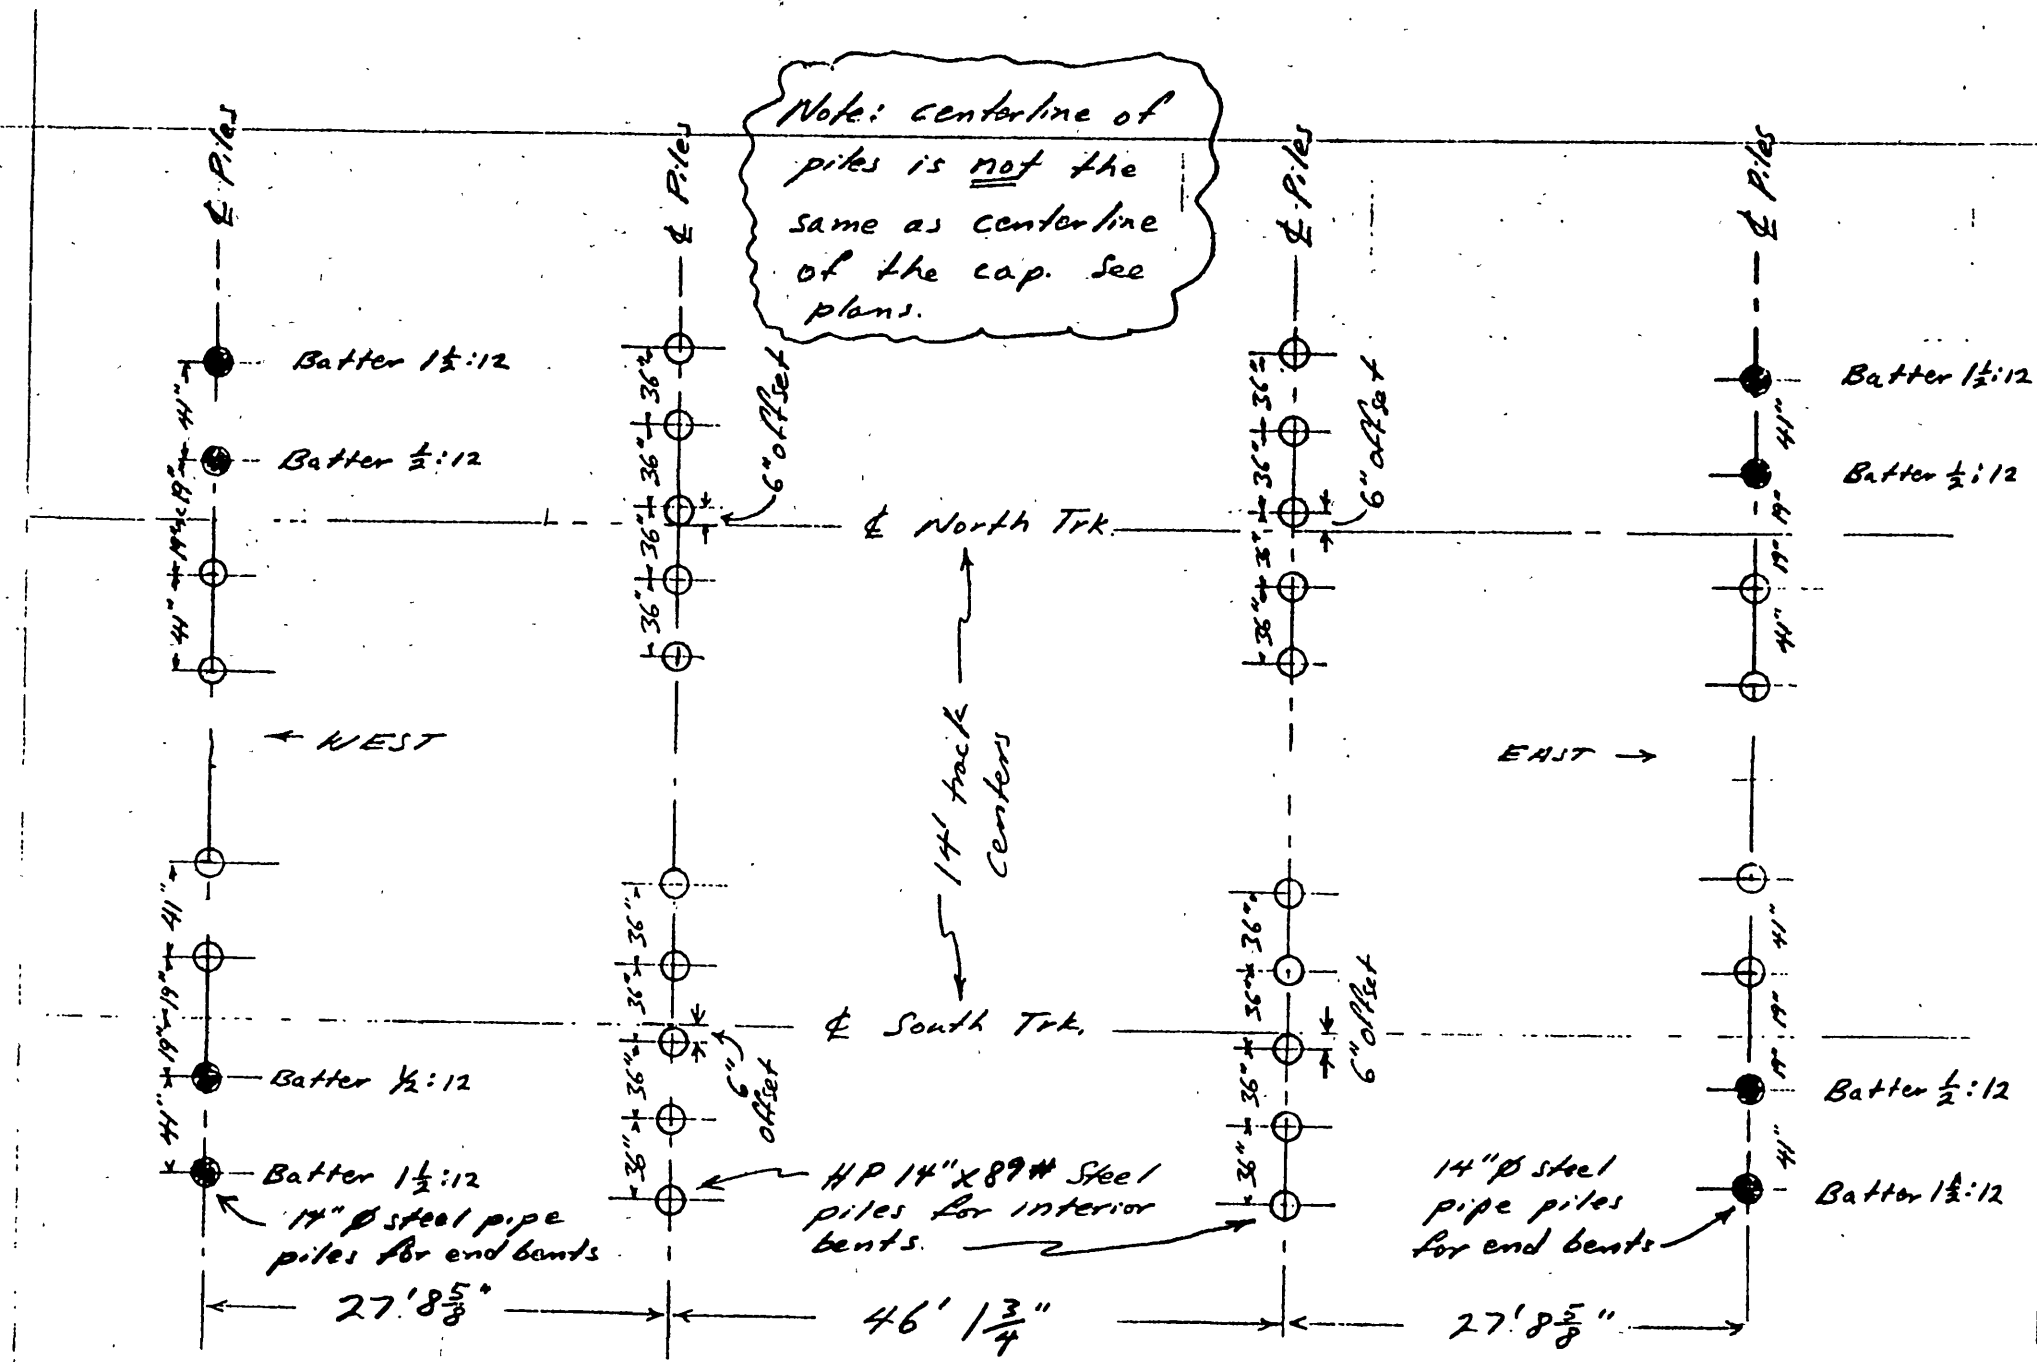 ℄ Piles
℄ Piles
Note: centerline of
piles is not the
same as centerline
of the cap. See
plans.
℄ Piles
℄ Piles
Batter 1½:12
Batter ½:12
41"
19"
19"
41"
36"
36"
36"
36"
6" offset
36"
36"
36"
36"
6" offset
Batter 1½:12
41"
Batter ½:12
19"
19"
41"
℄ North Trk.
← WEST
14' track
centers
EAST →
41"
19"
19"
41"
36"
36"
36"
36"
6"
offset
36"
36"
36"
36"
6" offset
41"
19"
19"
41"
℄ South Trk.
Batter ½:12
Batter 1½:12
14" Ø steel pipe
piles for end bents
HP 14" x 89# Steel
piles for interior
bents.
14" Ø steel
pipe piles
for end bents
Batter ½:12
Batter 1½:12
27' 8 5/8"
46' 1 3/4"
27' 8 5/8"